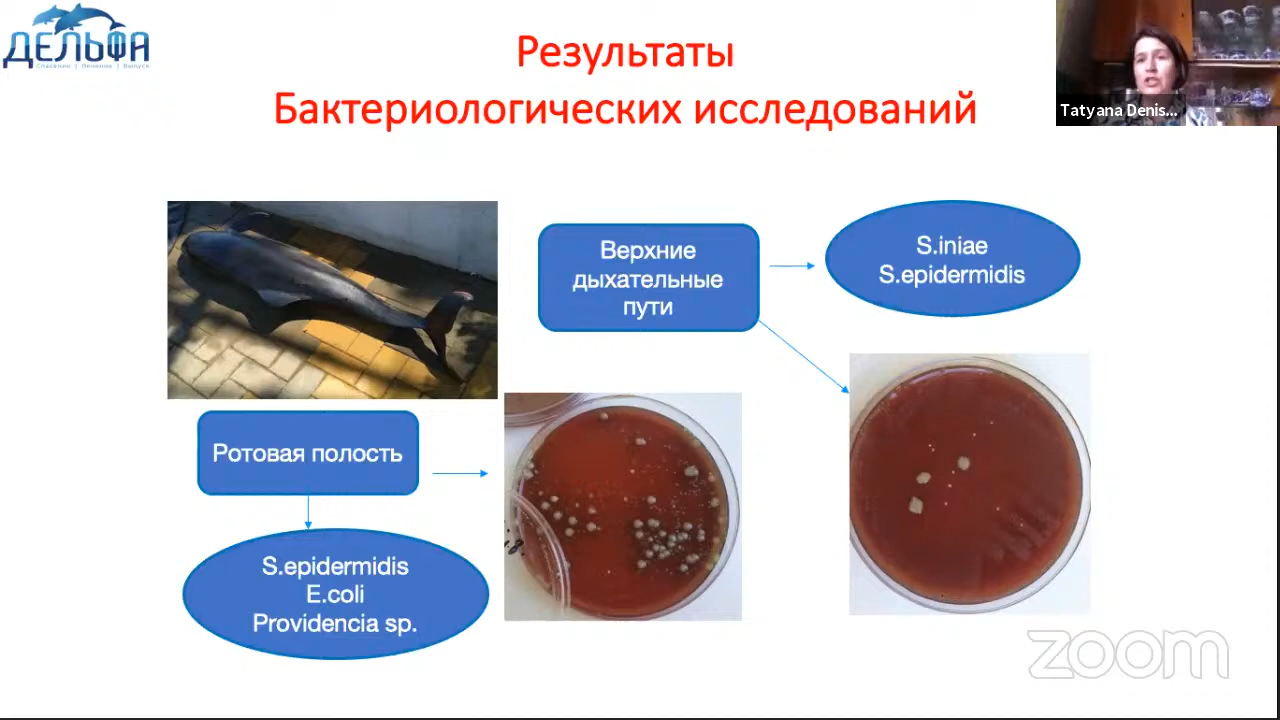 ДЕЛЬФА
Спасение | Лечение | Выпуск
Результаты
Бактериологических исследований
Tatyana Denis...
Верхние
дыхательные
пути
S.iniae
S.epidermidis
Ротовая полость
S.epidermidis
E.coli
Providencia sp.
zoom